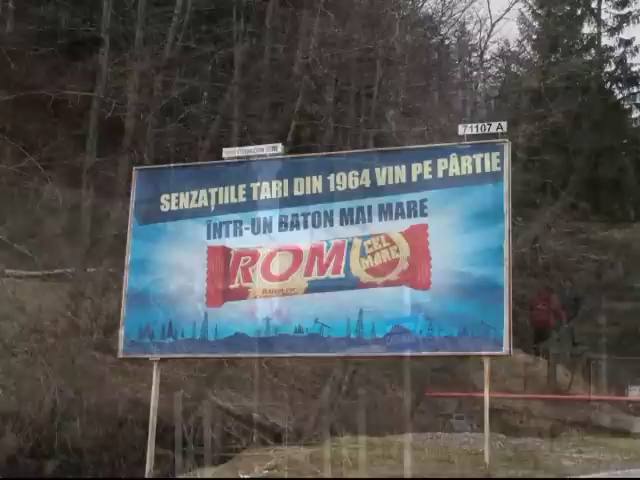 71107 A
SENZAȚIILE TARI DIN 1964 VIN PE PÂRTIE
ÎNTR-UN BATON MAI MARE
ROM
CEL
MARE